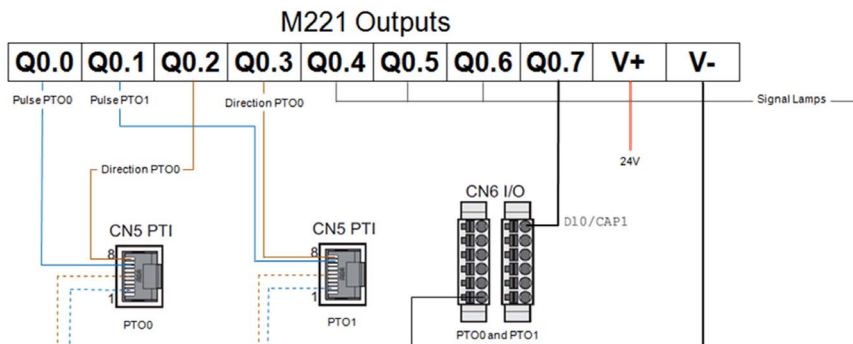 M221 Outputs
Q0.0 Q0.1 Q0.2 Q0.3 Q0.4 Q0.5 Q0.6 Q0.7 V+ V-
Pulse PTO0 Pulse PTO1 Direction PTO0 Signal Lamps
24V
Direction PTO0
CN6 I/O
CN5 PTI CN5 PTI DI0/CAP1
8 8
1 1
PTO0 PTO1 PTO0 and PTO1